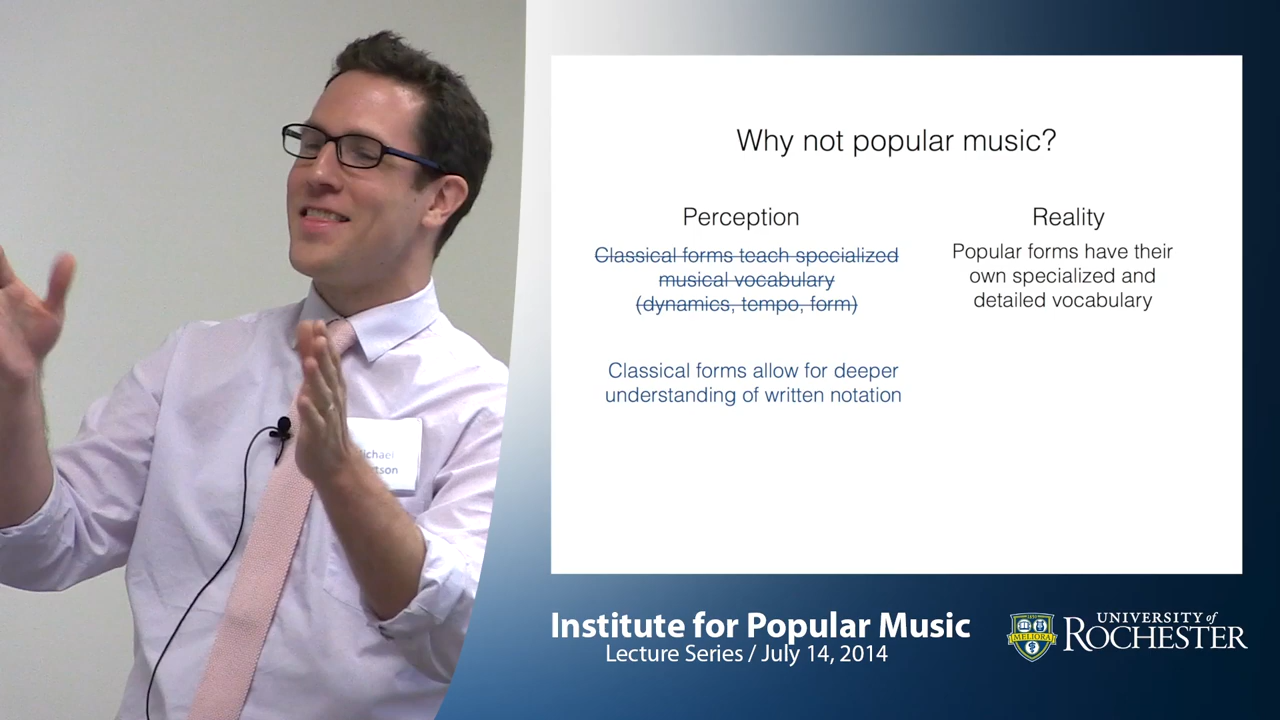 Why not popular music?
Perception
Classical forms teach specialized
musical vocabulary
(dynamics, tempo, form)
Classical forms allow for deeper
understanding of written notation
Reality
Popular forms have their
own specialized and
detailed vocabulary
Institute for Popular Music
Lecture Series / July 14, 2014
MELIORA
UNIVERSITY of
ROCHESTER